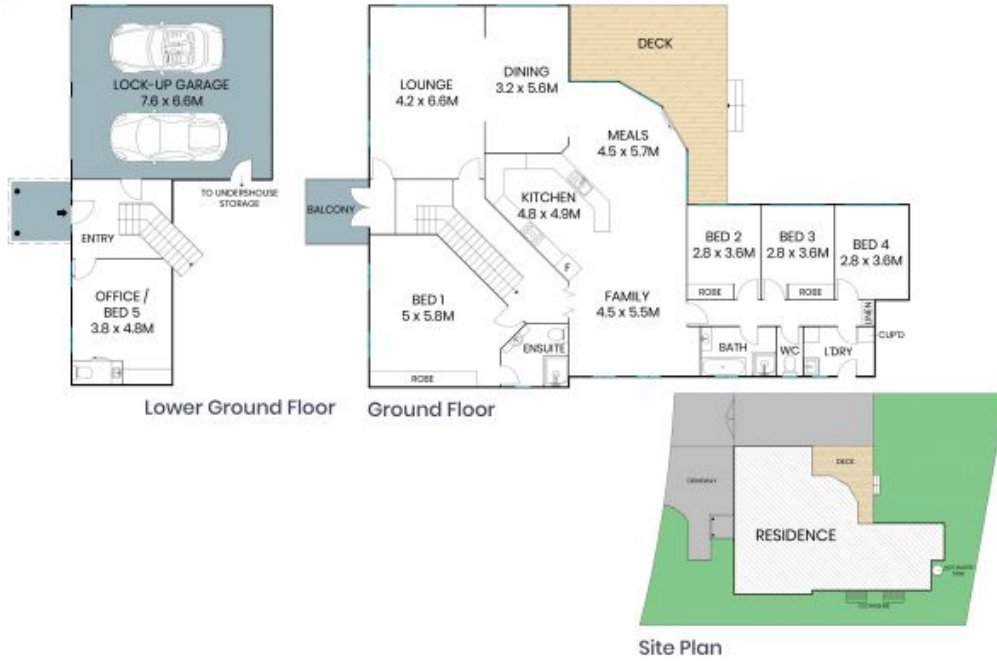 LOCK-UP GARAGE
7.6 x 6.6M
TO UNDERSHOUSE
STORAGE
ENTRY
OFFICE /
BED 5
3.8 x 4.8M
Lower Ground Floor
LOUNGE
4.2 x 6.6M
DINING
3.2 x 5.6M
DECK
MEALS
4.5 x 5.7M
KITCHEN
4.8 x 4.9M
F
BALCONY
BED 1
5 x 5.8M
ROBE
ENSUITE
FAMILY
4.5 x 5.5M
BED 2
2.8 x 3.6M
ROBE
BED 3
2.8 x 3.6M
ROBE
BED 4
2.8 x 3.6M
LINEN
CUP'D
BATH
WC
L'DRY
Ground Floor
DRIVEWAY
DECK
RESIDENCE
Site Plan